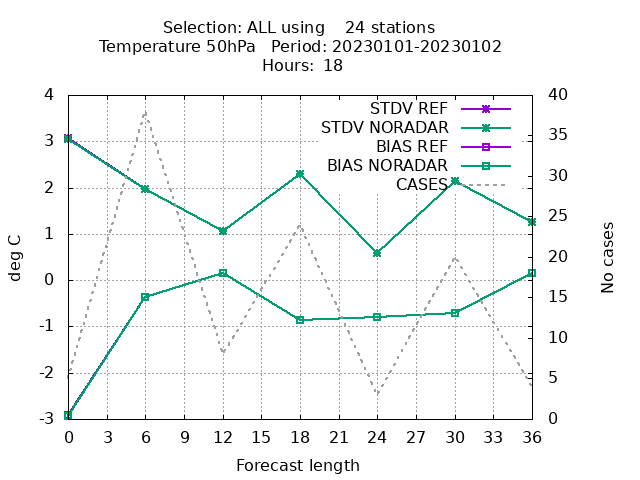 Selection: ALL using    24 stations
Temperature 50hPa   Period: 20230101-20230102
Hours: 18
STDV REF
STDV NORADAR
BIAS REF
BIAS NORADAR
CASES
4
3
2
1
0
-1
-2
-3
deg C
40
35
30
25
20
15
10
5
0
No cases
0 3 6 9 12 15 18 21 24 27 30 33 36
Forecast length